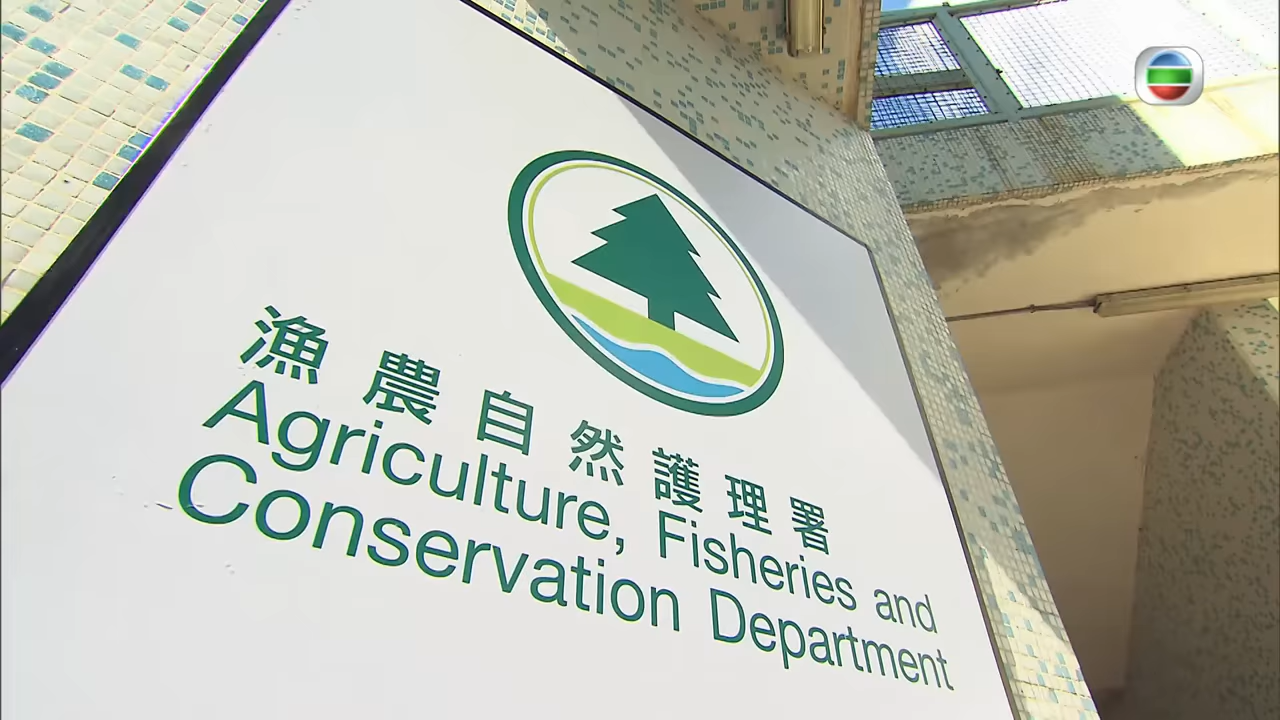 漁農自然護理署
Agriculture, Fisheries and
Conservation Department